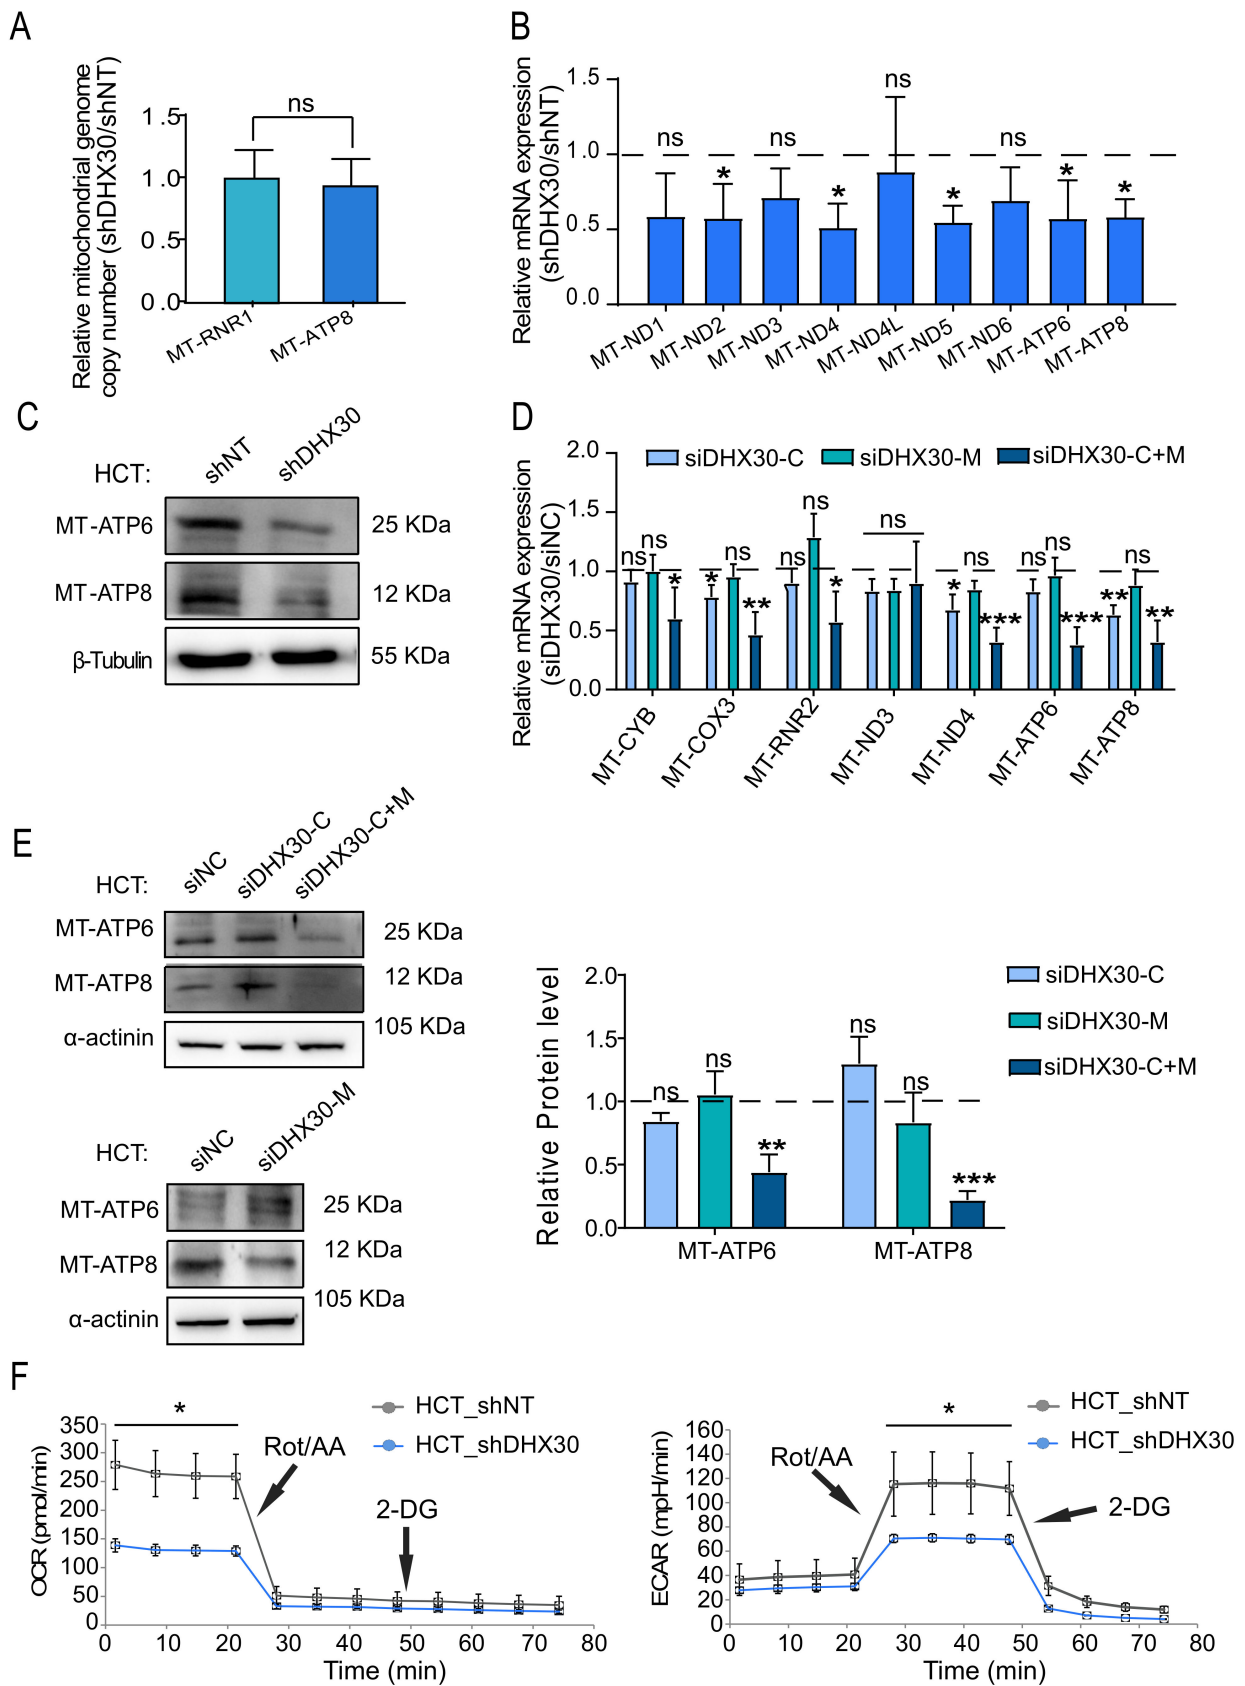 A
Relative mitochondrial genome
copy number (shDHX30/shNT)
1.5
1.0
0.5
0.0
ns
MT-RNR1
MT-ATP8
B
Relative mRNA expression
(shDHX30/shNT)
1.5
1.0
0.5
0.0
ns
*
ns
*
ns
*
ns
*
*
MT-ND1
MT-ND2
MT-ND3
MT-ND4
MT-ND4L
MT-ND5
MT-ND6
MT-ATP6
MT-ATP8
C
HCT:
shNT
shDHX30
MT-ATP6
25 KDa
MT-ATP8
12 KDa
β-Tubulin
55 KDa
D
Relative mRNA expression
(siDHX30/siNC)
2.0
1.5
1.0
0.5
0.0
siDHX30-C
siDHX30-M
siDHX30-C+M
ns
ns
*
*
ns
**
ns
ns
*
ns
*
ns
***
ns
ns
***
**
ns
**
MT-CYB
MT-COX3
MT-RNR2
MT-ND3
MT-ND4
MT-ATP6
MT-ATP8
E
HCT:
siNC
siDHX30-C
siDHX30-C+M
MT-ATP6
25 KDa
MT-ATP8
12 KDa
α-actinin
105 KDa
HCT:
siNC
siDHX30-M
MT-ATP6
25 KDa
MT-ATP8
12 KDa
α-actinin
105 KDa
Relative Protein level
2.0
1.5
1.0
0.5
0.0
ns
ns
**
ns
ns
***
MT-ATP6
MT-ATP8
siDHX30-C
siDHX30-M
siDHX30-C+M
F
OCR (pmol/min)
350
300
250
200
150
100
50
0
0
10
20
30
40
50
60
70
80
Time (min)
*
Rot/AA
2-DG
HCT_shNT
HCT_shDHX30
ECAR (mpH/min)
160
140
120
100
80
60
40
20
0
0
10
20
30
40
50
60
70
80
Time (min)
*
Rot/AA
2-DG
HCT_shNT
HCT_shDHX30